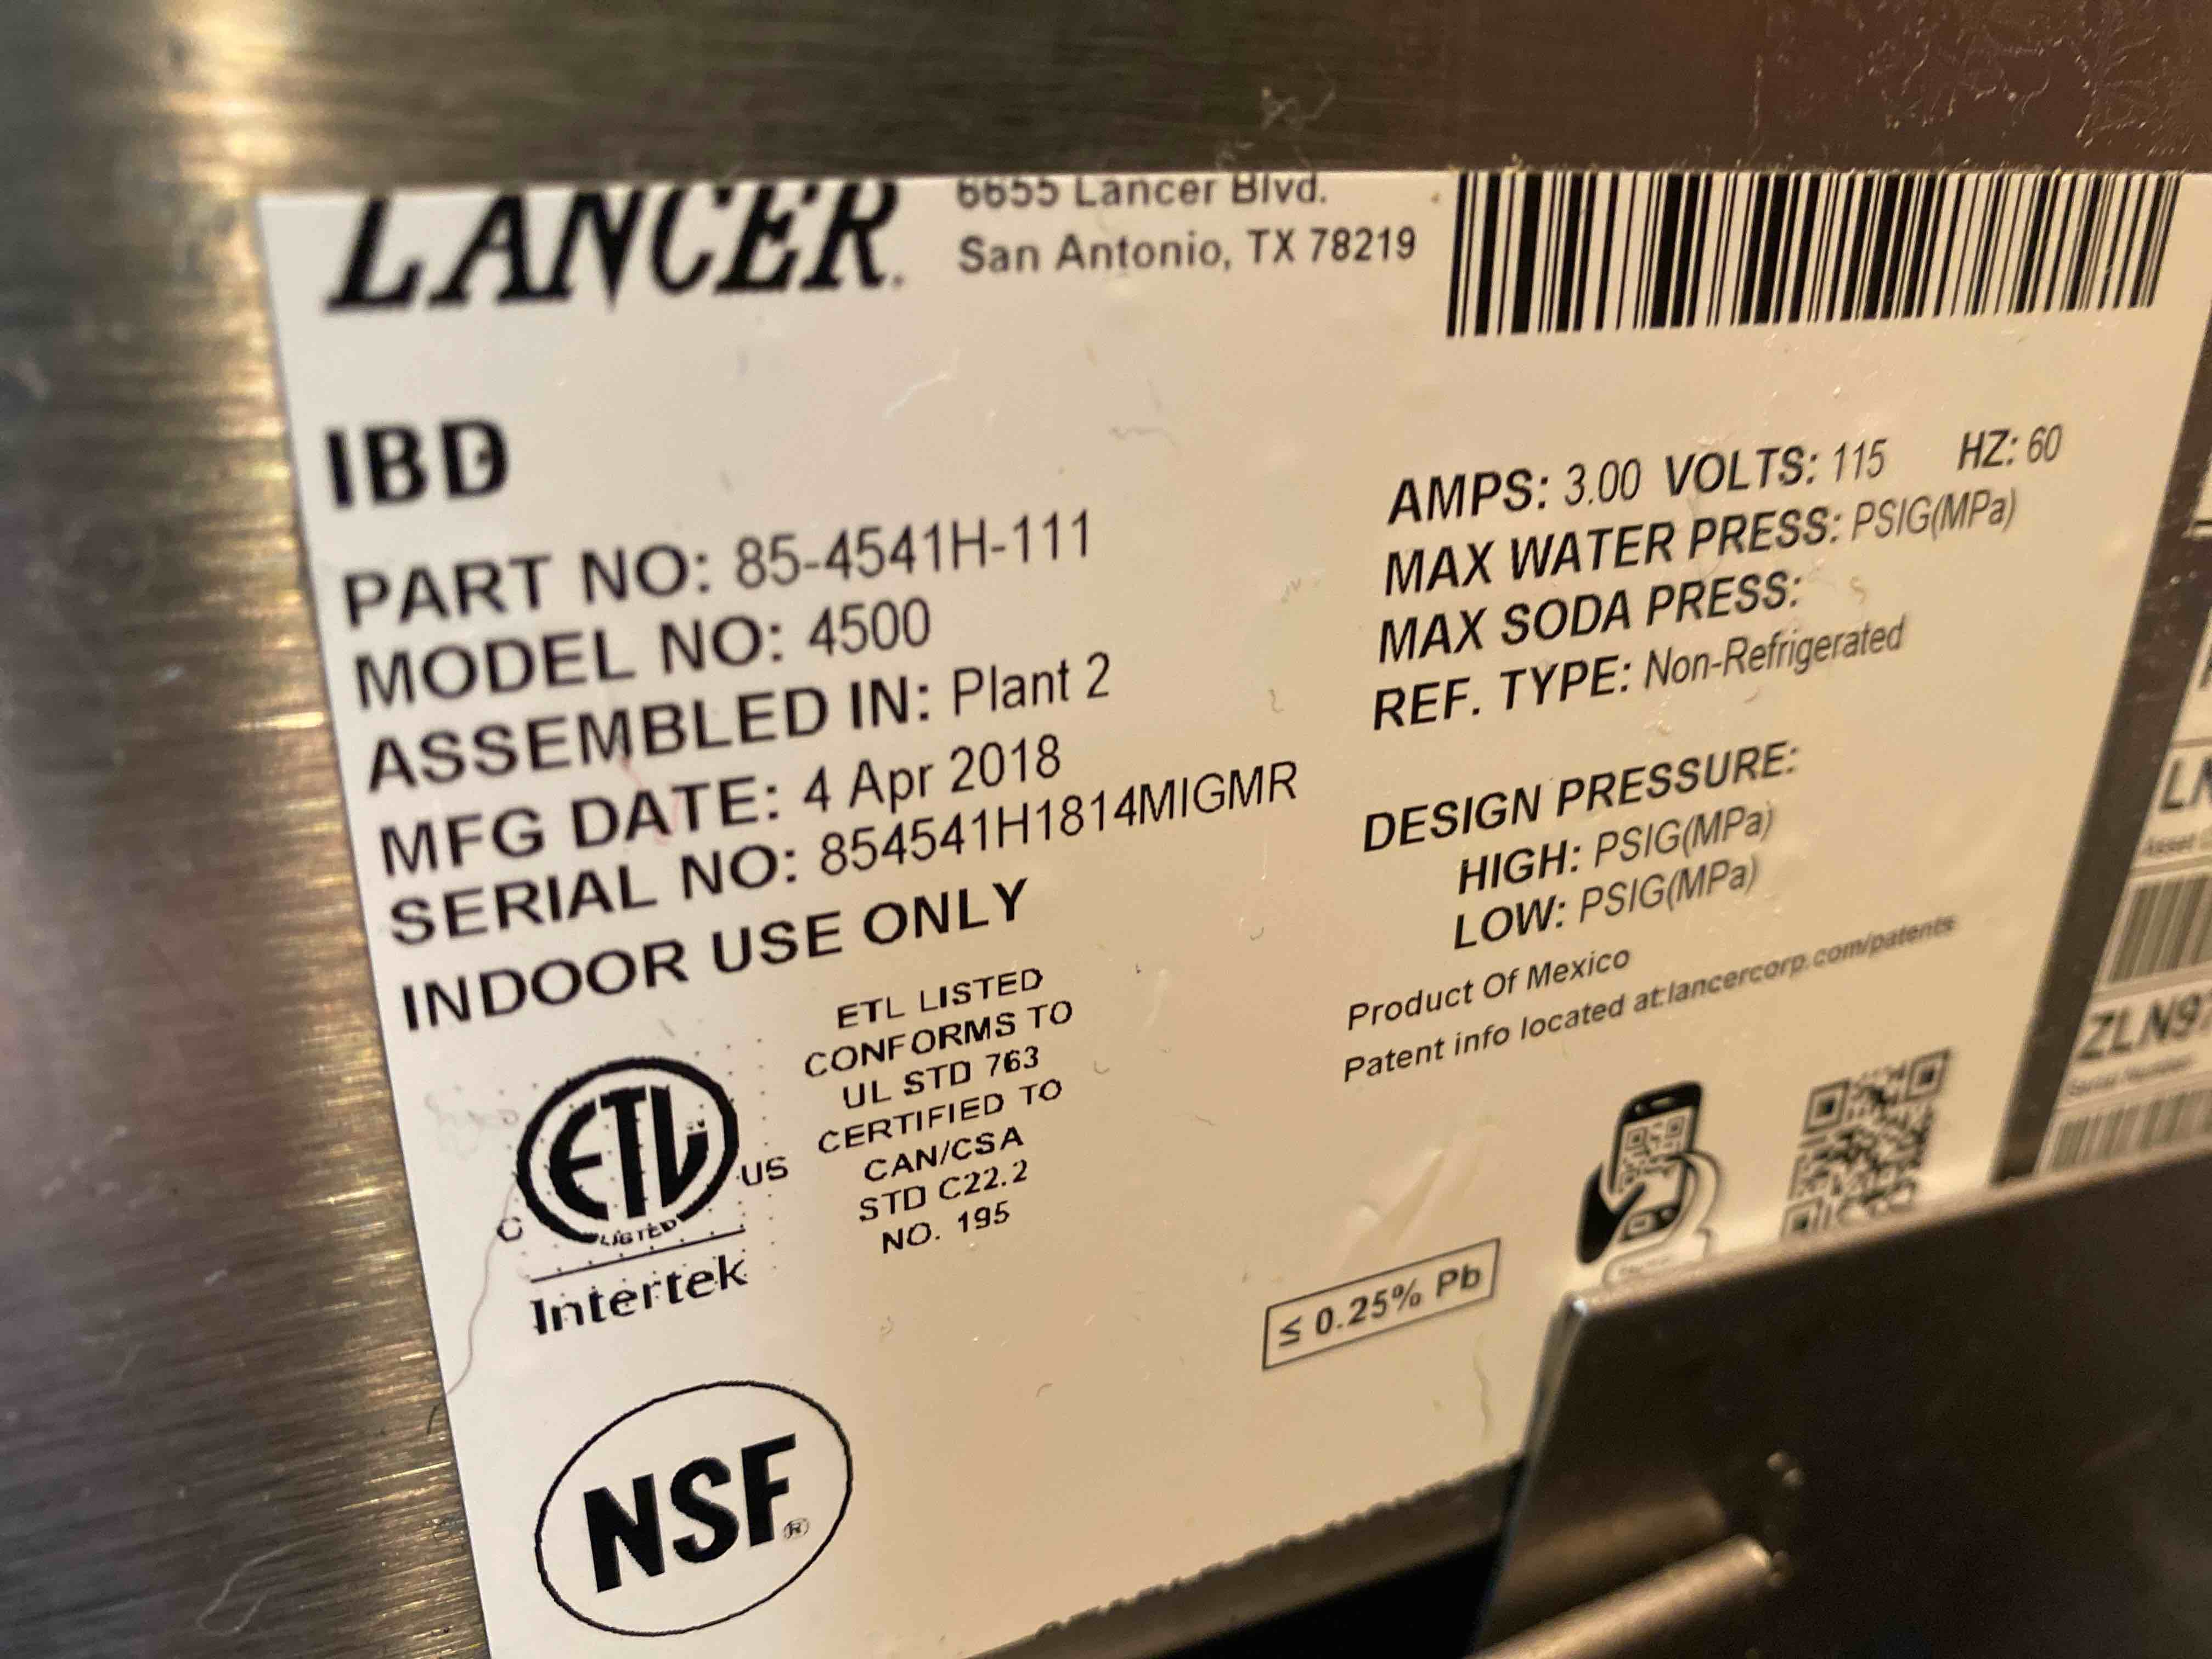 LANCER
6655 Lancer Blvd.
San Antonio, TX 78219
IBD
PART NO: 85-4541H-111
MODEL NO: 4500
ASSEMBLED IN: Plant 2
MFG DATE: 4 Apr 2018
SERIAL NO: 854541H1814MIGMR
INDOOR USE ONLY
AMPS: 3.00 VOLTS: 115 HZ: 60
MAX WATER PRESS: PSIG(MPa)
MAX SODA PRESS:
REF. TYPE: Non-Refrigerated
DESIGN PRESSURE:
HIGH: PSIG(MPa)
LOW: PSIG(MPa)
Product Of Mexico
Patent info located at:lancercorp.com/patents
ETL LISTED
CONFORMS TO
UL STD 763
CERTIFIED TO
CAN/CSA
STD C22.2
NO. 195
ETL
LISTED
C US
Intertek
≤ 0.25% Pb
NSF®
ZLN9
Serial Number